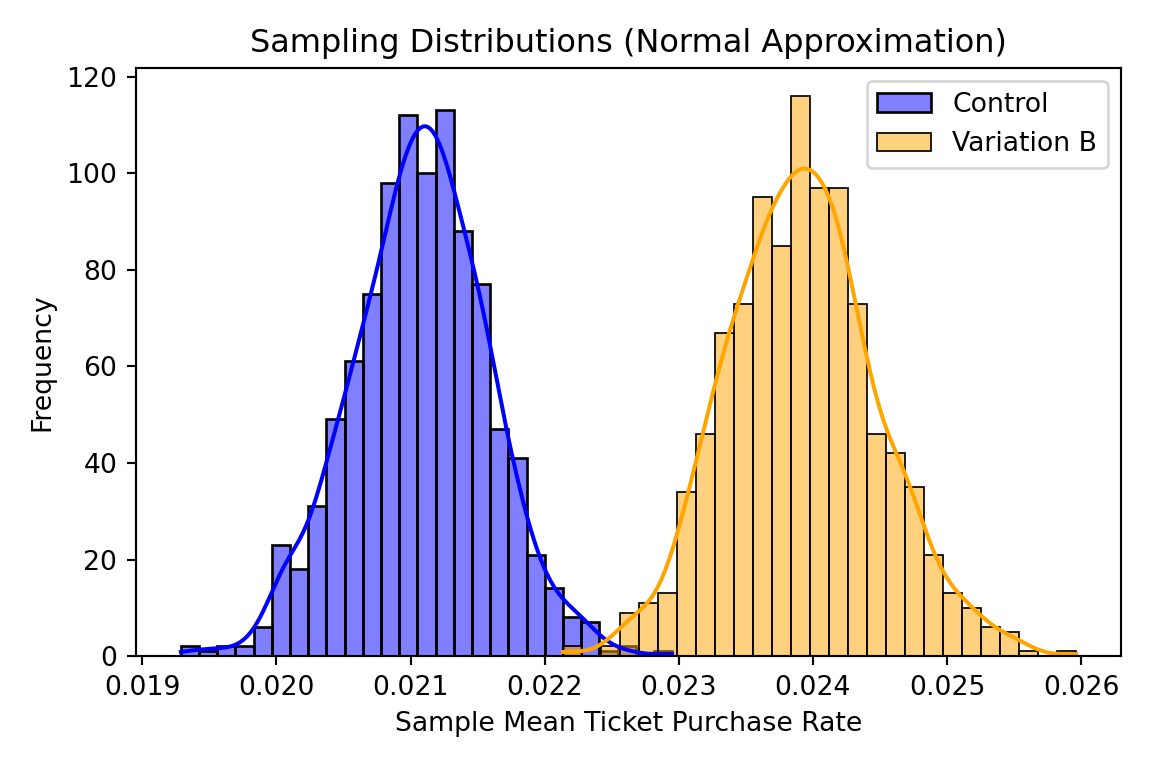 Sampling Distributions (Normal Approximation)
Control
Variation B
Frequency
120
100
80
60
40
20
0
0.019 0.020 0.021 0.022 0.023 0.024 0.025 0.026
Sample Mean Ticket Purchase Rate